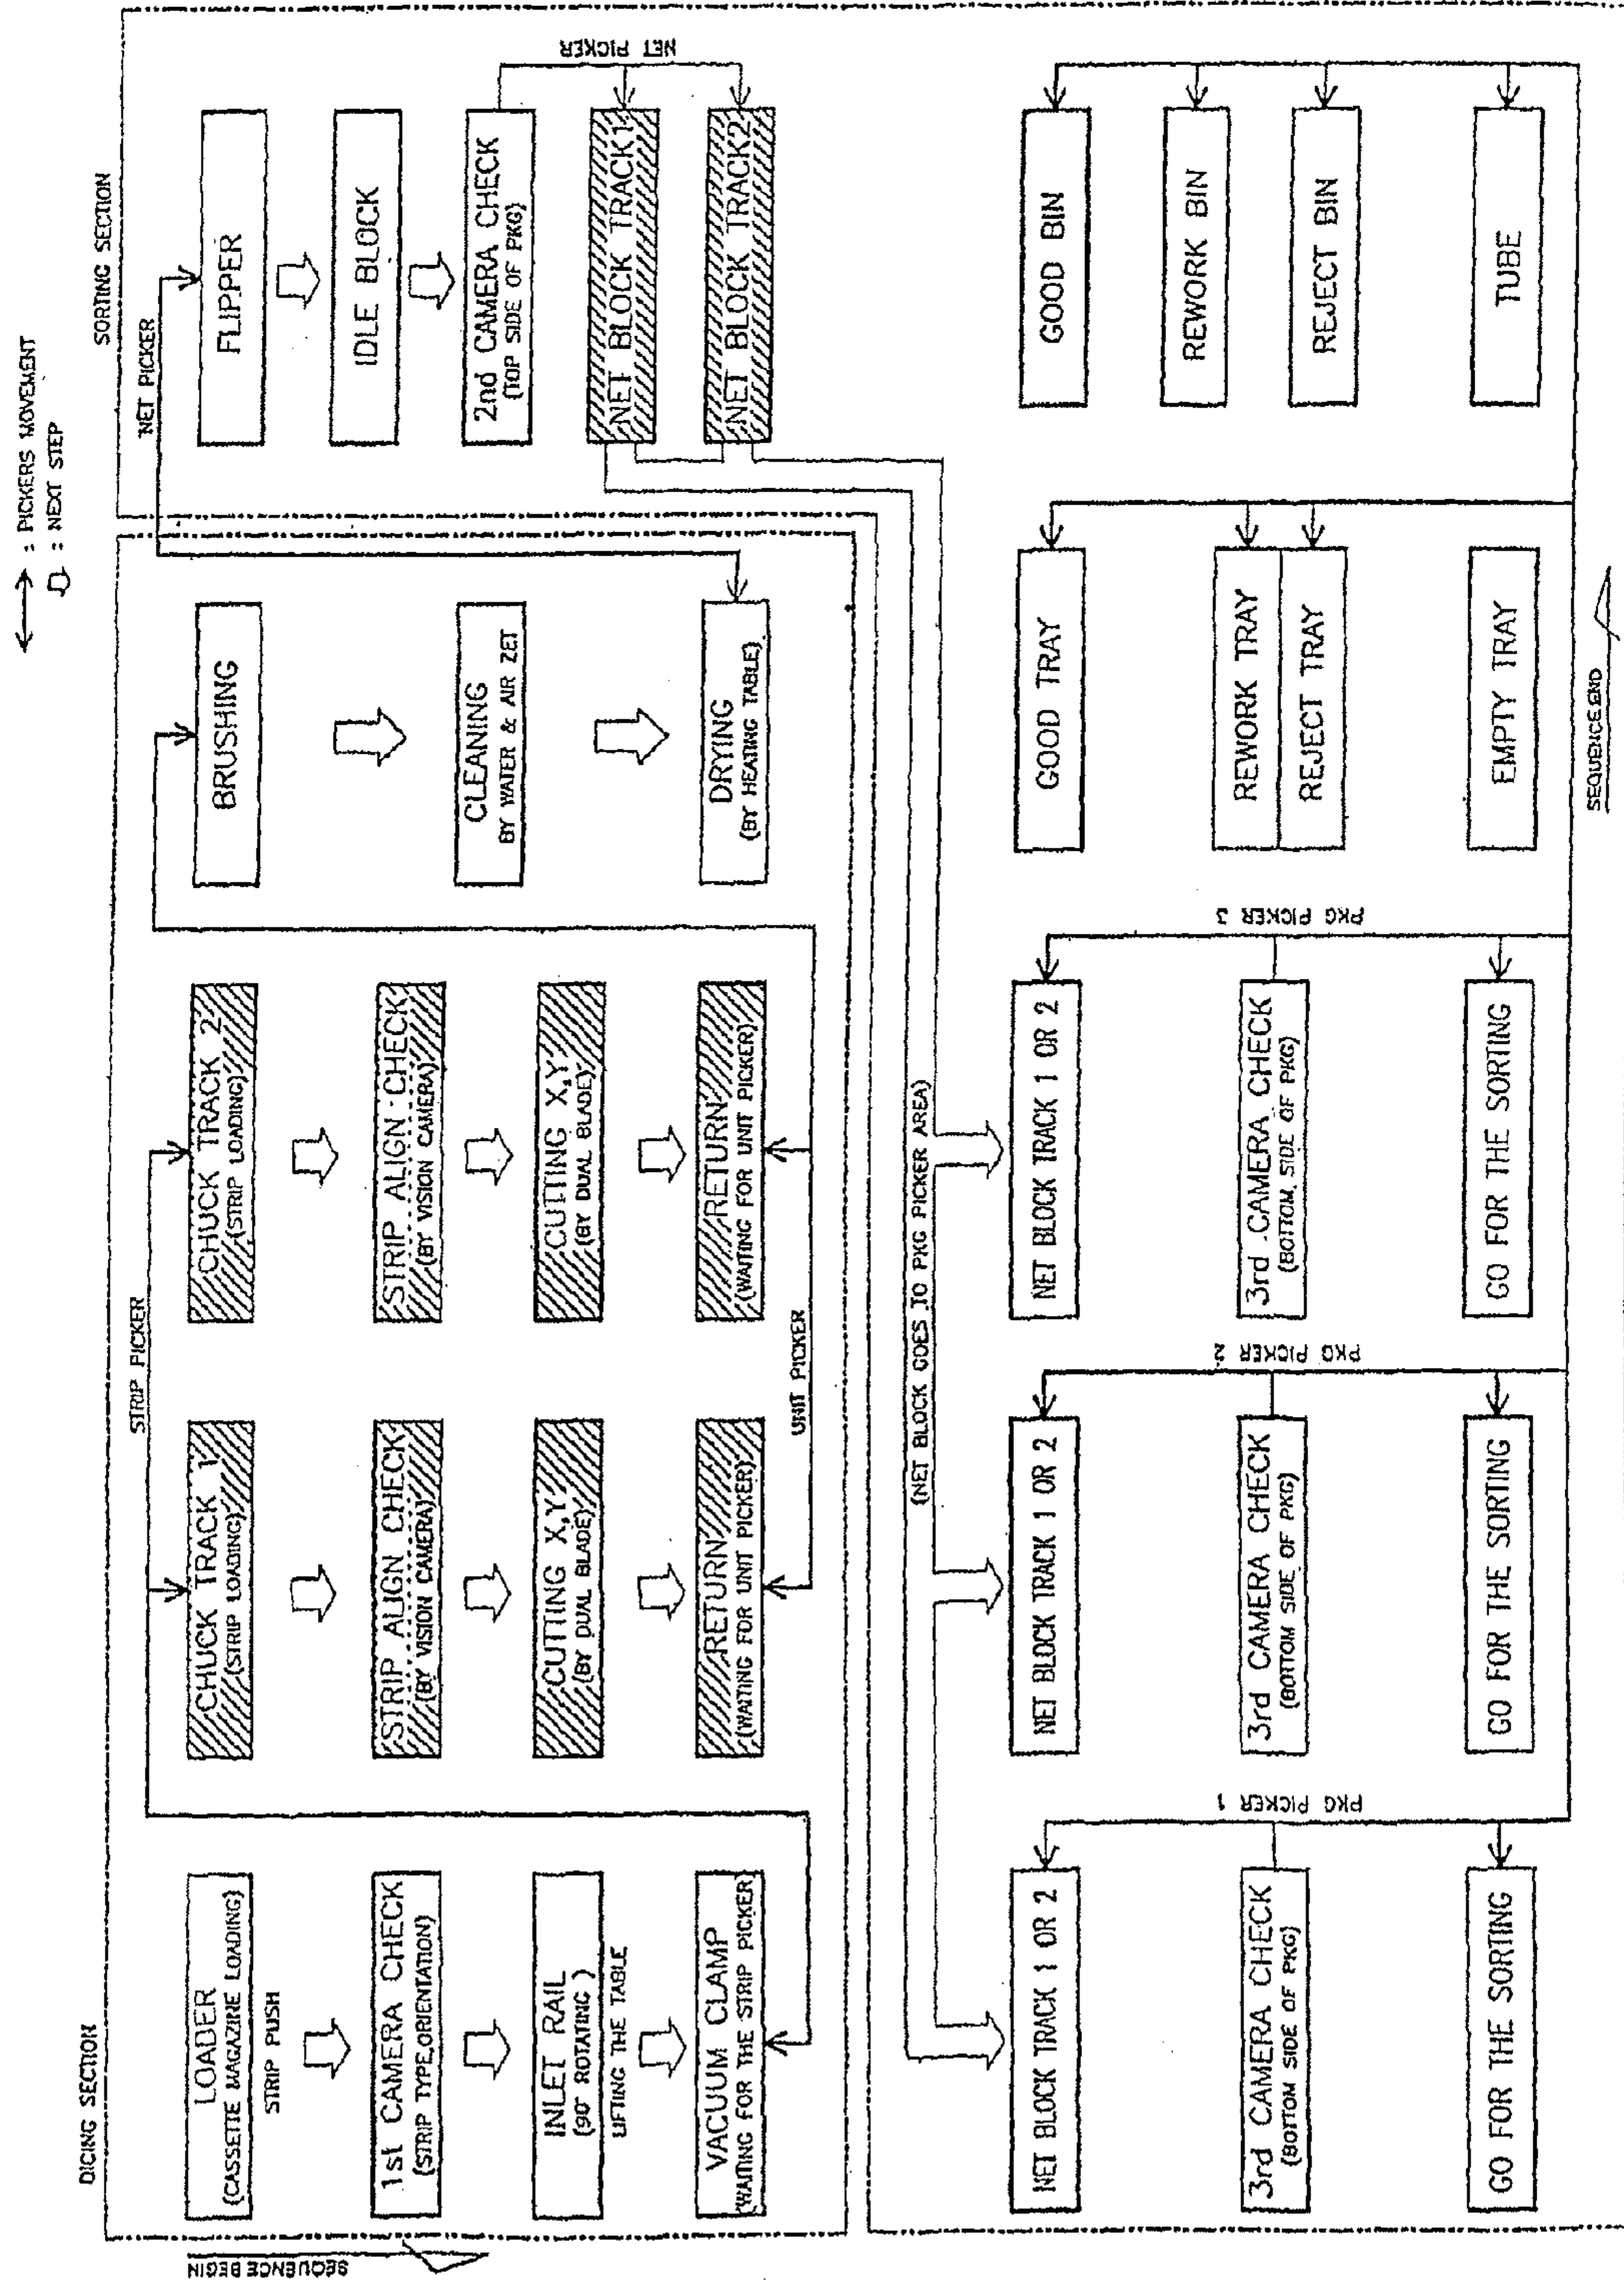 ←→ : PICKERS MOVEMENT
⇩ : NEXT STEP
DICING SECTION
SEQUENCE BEGIN
LOADER
(CASSETTE MAGAZINE LOADING)
STRIP PUSH
1st CAMERA CHECK
(STRIP TYPE,ORIENTATION)
INLET RAIL
(90° ROTATING )
LIFTING THE TABLE
VACUUM CLAMP
(WAITING FOR THE STRIP PICKER)
STRIP PICKER
CHUCK TRACK 1
(STRIP LOADING)
STRIP ALIGN CHECK
(BY VISION CAMERA)
CUTTING X,Y
(BY DUAL BLADE)
RETURN
(WAITING FOR UNIT PICKER)
CHUCK TRACK 2
(STRIP LOADING)
STRIP ALIGN CHECK
(BY VISION CAMERA)
CUTTING X,Y
(BY DUAL BLADE)
RETURN
(WAITING FOR UNIT PICKER)
UNIT PICKER
BRUSHING
CLEANING
BY WATER & AIR ZET
DRYING
(BY HEATING TABLE)
SORTING SECTION
NET PICKER
FLIPPER
IDLE BLOCK
2nd CAMERA CHECK
(TOP SIDE OF PKG)
NET BLOCK TRACK1
NET BLOCK TRACK2
NET PICKER
(NET BLOCK GOES TO PKG PICKER AREA)
NET BLOCK TRACK 1 OR 2
3rd CAMERA CHECK
(BOTTOM SIDE OF PKG)
GO FOR THE SORTING
PKG PICKER 1
NET BLOCK TRACK 1 OR 2
3rd CAMERA CHECK
(BOTTOM SIDE OF PKG)
GO FOR THE SORTING
PKG PICKER 2
NET BLOCK TRACK 1 OR 2
3rd CAMERA CHECK
(BOTTOM SIDE OF PKG)
GO FOR THE SORTING
PKG PICKER 3
GOOD TRAY
REWORK TRAY
REJECT TRAY
EMPTY TRAY
GOOD BIN
REWORK BIN
REJECT BIN
TUBE
SEQUENCE END